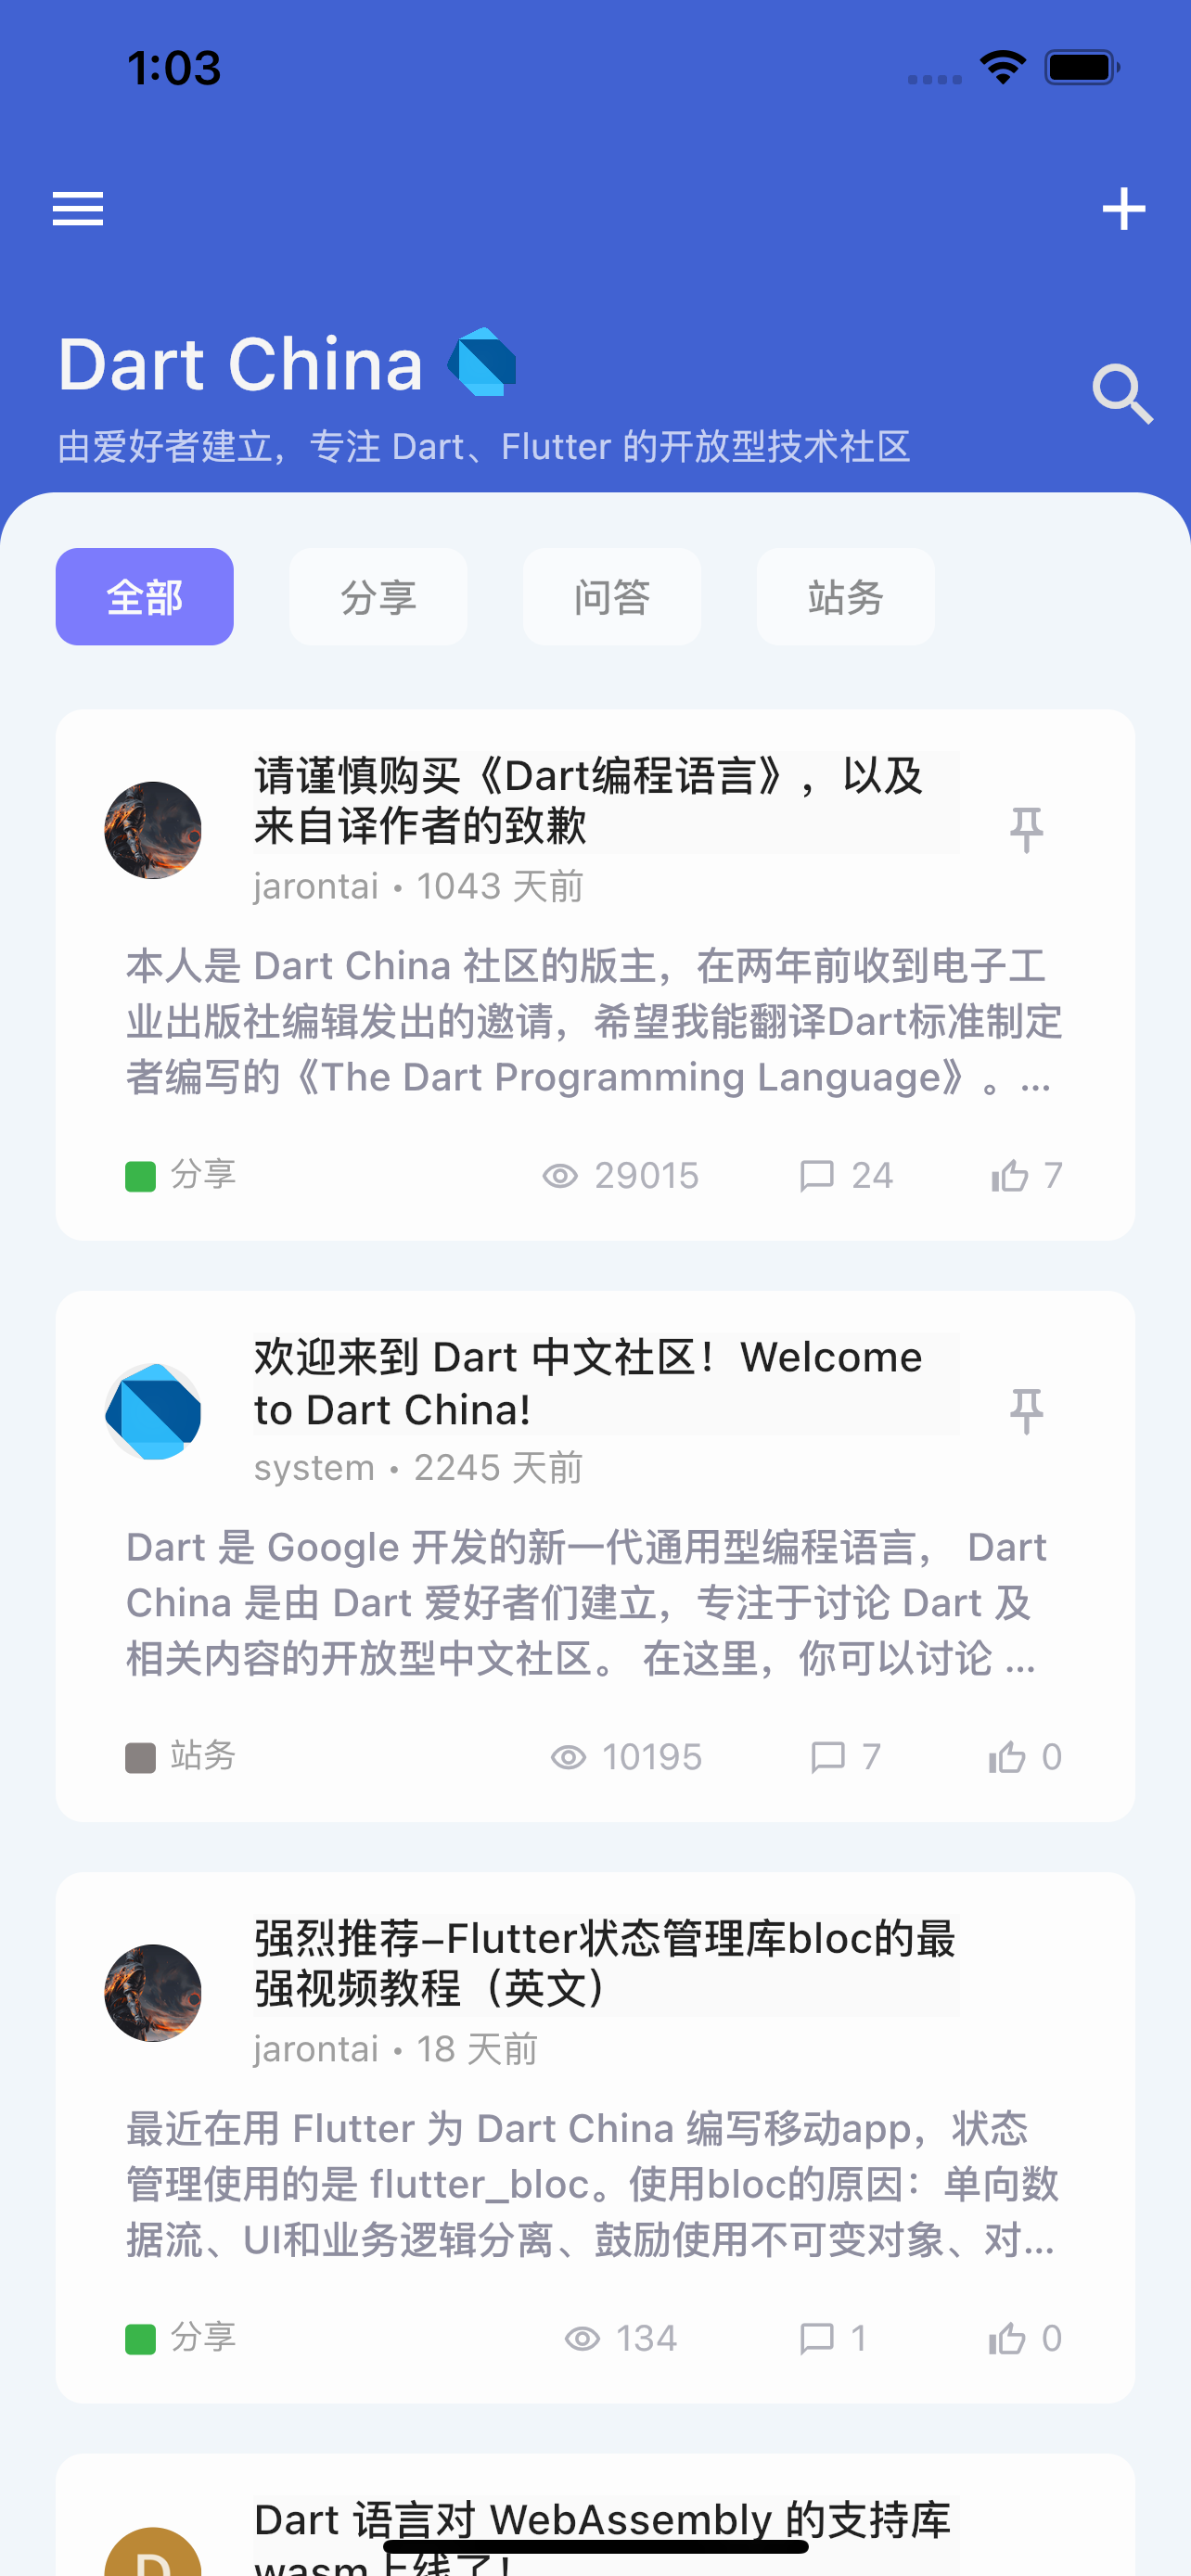 1:03
Dart China
由爱好者建立，专注 Dart、Flutter 的开放型技术社区
全部 分享 问答 站务
请谨慎购买《Dart编程语言》，以及
来自译作者的致歉
jarontai • 1043 天前
本人是 Dart China 社区的版主，在两年前收到电子工
业出版社编辑发出的邀请，希望我能翻译Dart标准制定
者编写的《The Dart Programming Language》。...
分享 29015 24 7
欢迎来到 Dart 中文社区！Welcome
to Dart China!
system • 2245 天前
Dart 是 Google 开发的新一代通用型编程语言， Dart
China 是由 Dart 爱好者们建立，专注于讨论 Dart 及
相关内容的开放型中文社区。 在这里，你可以讨论 ...
站务 10195 7 0
强烈推荐–Flutter状态管理库bloc的最
强视频教程（英文）
jarontai • 18 天前
最近在用 Flutter 为 Dart China 编写移动app，状态
管理使用的是 flutter_bloc。使用bloc的原因：单向数
据流、UI和业务逻辑分离、鼓励使用不可变对象、对...
分享 134 1 0
D
Dart 语言对 WebAssembly 的支持库
wasm上线了！